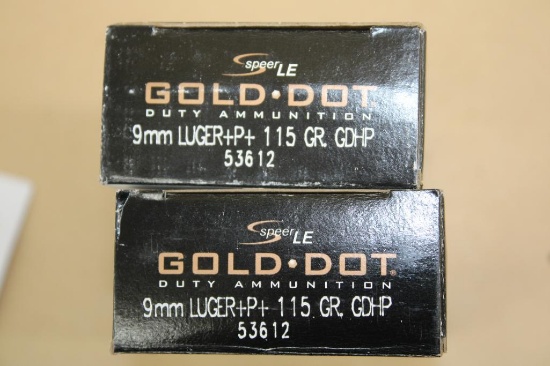 Speer LE
GOLD·DOT
DUTY AMMUNITION
9mm LUGER+P+ 115 GR. GDHP
53612
Speer LE
GOLD·DOT®
DUTY AMMUNITION
9mm LUGER+P+ 115 GR. GDHP
53612